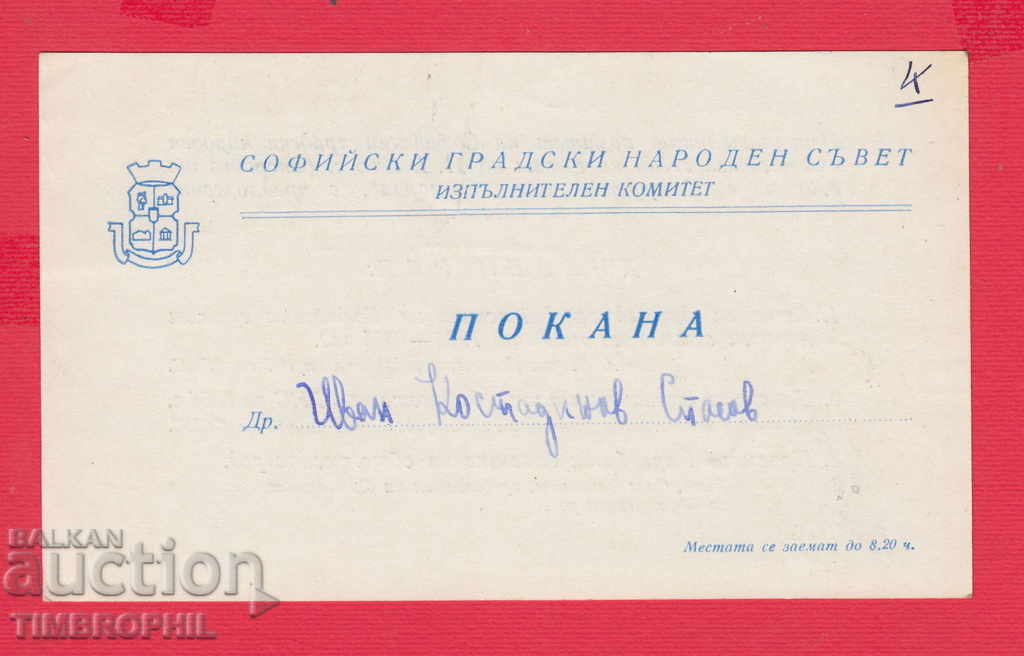 4
СОФИЙСКИ ГРАДСКИ НАРОДЕН СЪВЕТ
ИЗПЪЛНИТЕЛЕН КОМИТЕТ
ПОКАНА
Др. Иван Костадинов Стасов
Местата се заемат до 8.20 ч.
BALKAN
auction
TIMBROPHIL